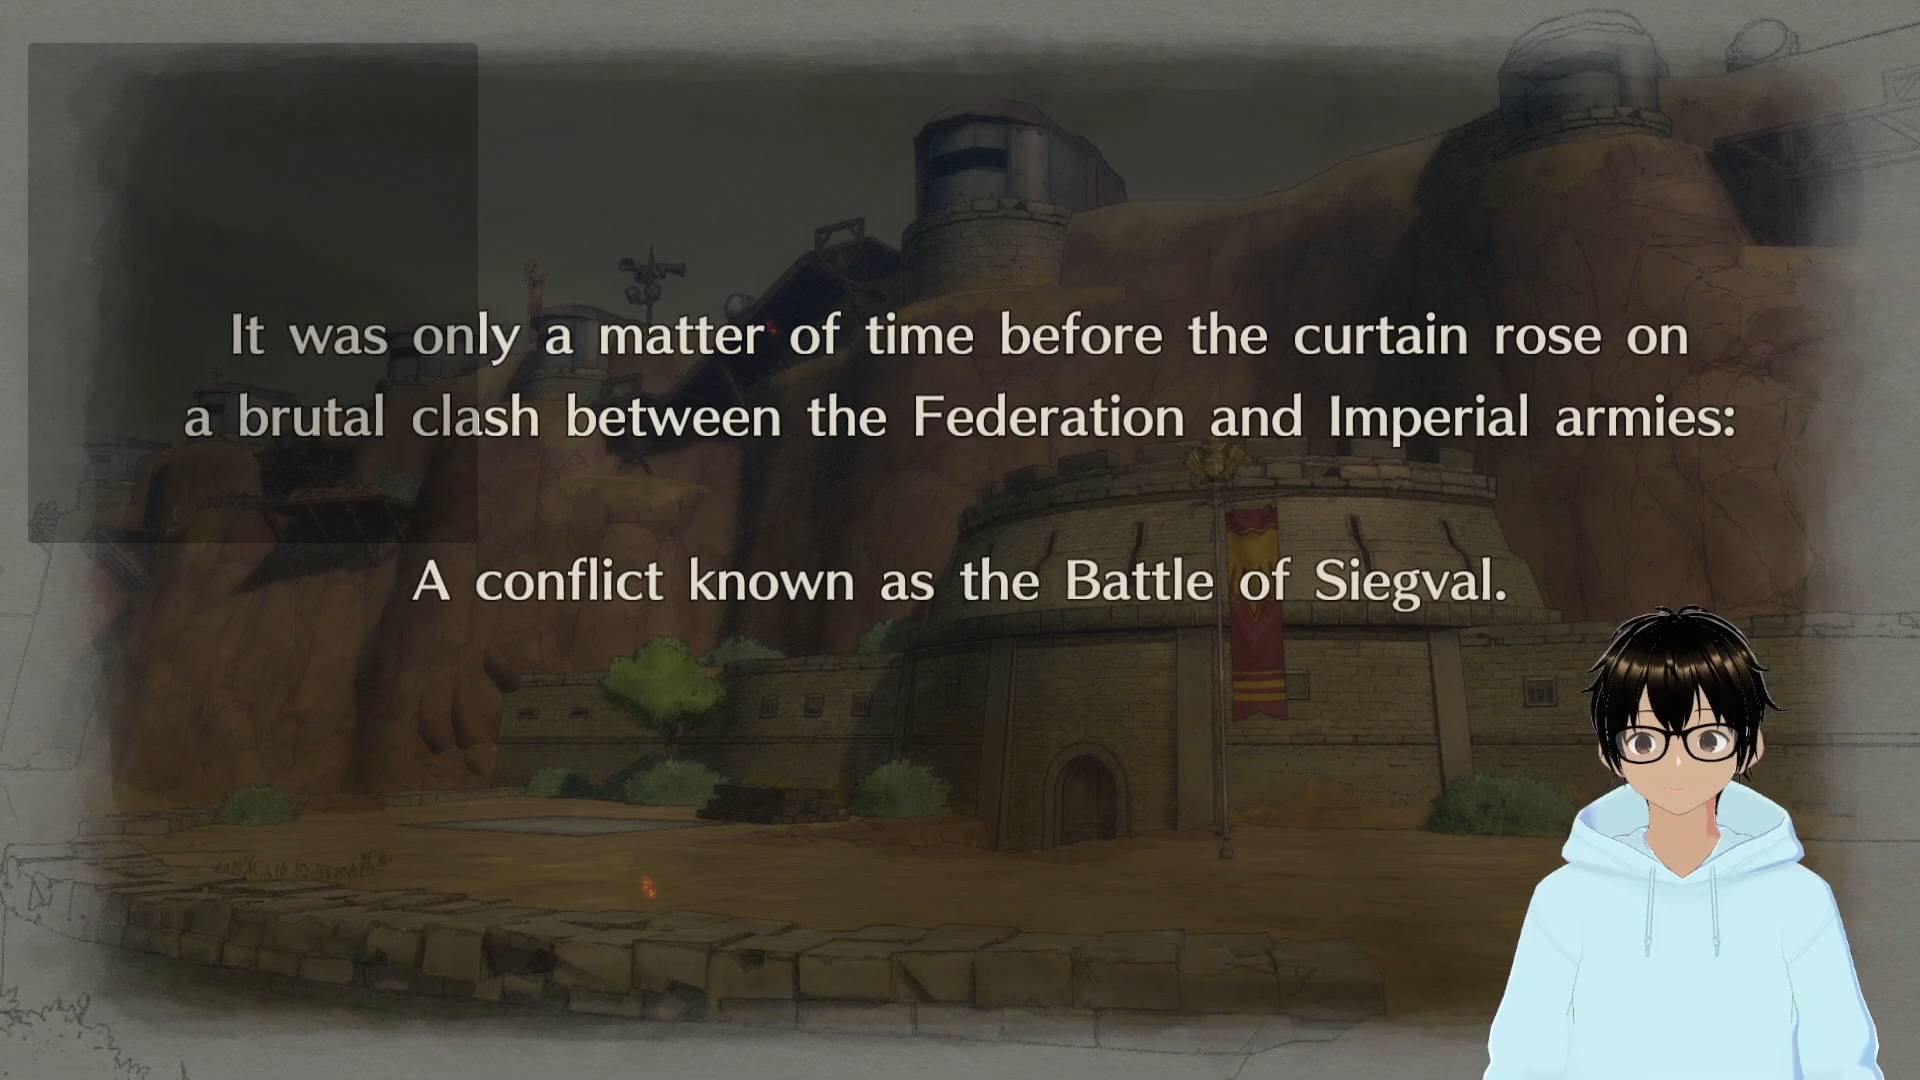 It was only a matter of time before the curtain rose on
a brutal clash between the Federation and Imperial armies:
A conflict known as the Battle of Siegval.